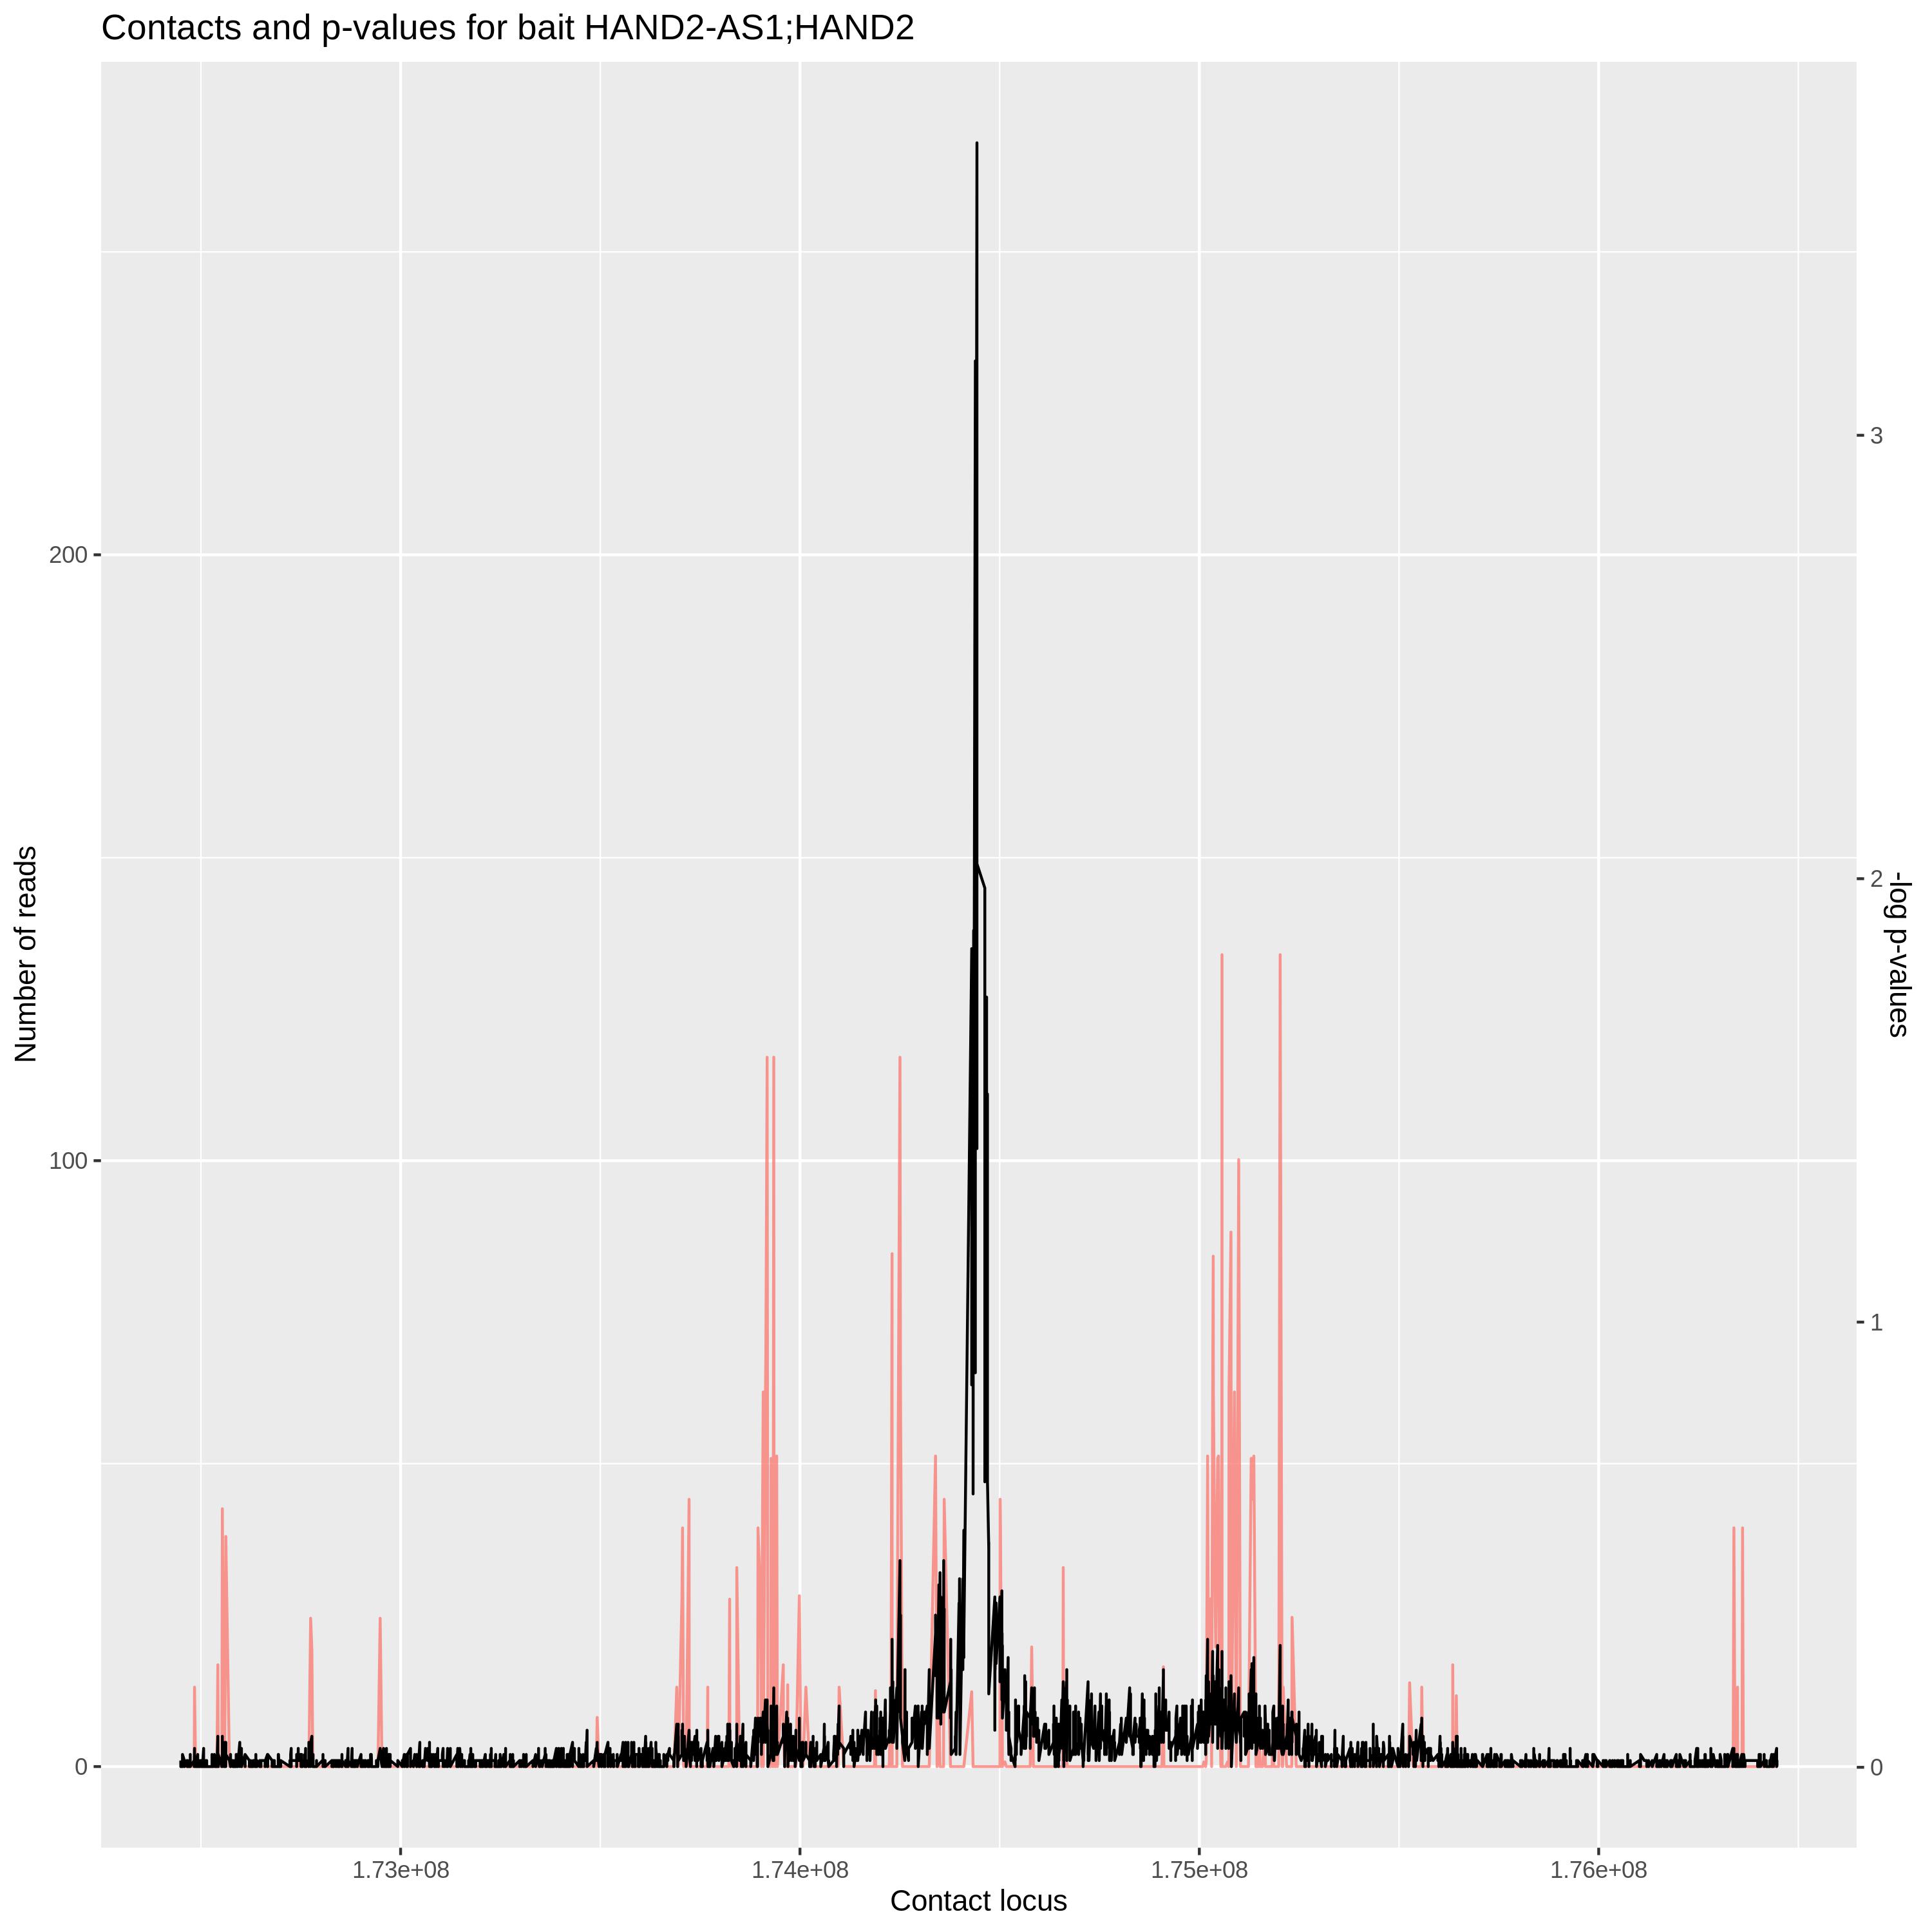 Contacts and p-values for bait HAND2-AS1;HAND2
Number of reads
200
100
0
3
2
1
0
-log p-values
1.73e+08
1.74e+08
1.75e+08
1.76e+08
Contact locus